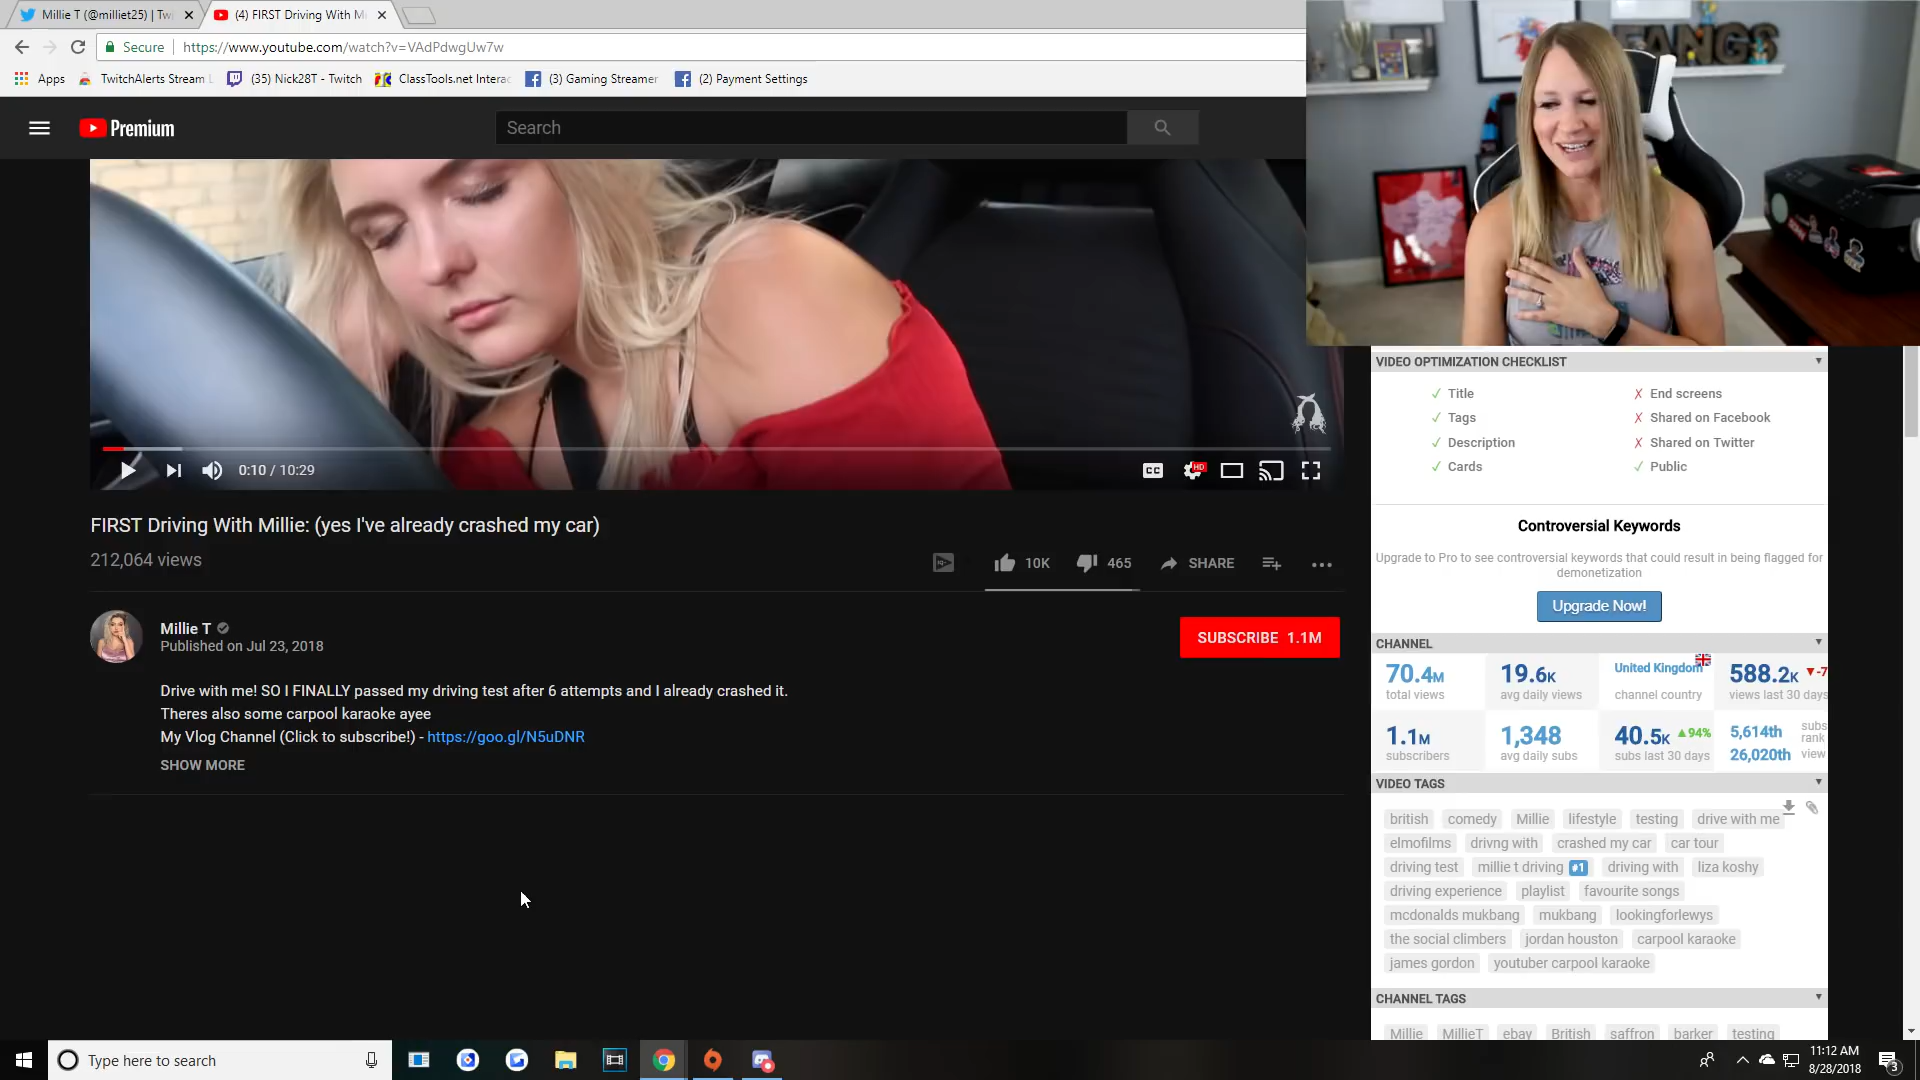 Millie T (@milliet25) | Tw
(4) FIRST Driving With M
Secure
https://www.youtube.com/watch?v=VAdPdwgUw7w
Apps
TwitchAlerts Stream L
(35) Nick28T - Twitch
ClassTools.net Interac
(3) Gaming Streamer
(2) Payment Settings
FANGS
Premium
Search
0:10 / 10:29
CC
HD
FIRST Driving With Millie: (yes I've already crashed my car)
212,064 views
10K
465
SHARE
Millie T
Published on Jul 23, 2018
SUBSCRIBE 1.1M
Drive with me! SO I FINALLY passed my driving test after 6 attempts and I already crashed it.
Theres also some carpool karaoke ayee
My Vlog Channel (Click to subscribe!) - https://goo.gl/N5uDNR
SHOW MORE
VIDEO OPTIMIZATION CHECKLIST
✓ Title
✗ End screens
✓ Tags
✗ Shared on Facebook
✓ Description
✗ Shared on Twitter
✓ Cards
✓ Public
Controversial Keywords
Upgrade to Pro to see controversial keywords that could result in being flagged for
demonetization
Upgrade Now!
CHANNEL
70.4M
total views
19.6K
avg daily views
United Kingdom
channel country
588.2K ▼-7
views last 30 days
1.1M
subscribers
1,348
avg daily subs
40.5K ▲94%
subs last 30 days
5,614th subs rank
26,020th view
VIDEO TAGS
british comedy Millie lifestyle testing drive with me
elmofilms drivng with crashed my car car tour
driving test millie t driving #1 driving with liza koshy
driving experience playlist favourite songs
mcdonalds mukbang mukbang lookingforlewys
the social climbers jordan houston carpool karaoke
james gordon youtuber carpool karaoke
CHANNEL TAGS
Millie MillieT ebay British saffron barker testing
Type here to search
11:12 AM
8/28/2018
3